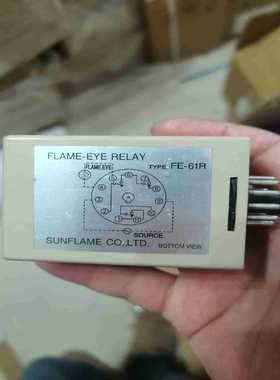 FLAME-EYE RELAY
FLAME EYE
TYPE FE-61R
SOURCE
SUNFLAME CO.,LTD.
BOTTOM VIEW